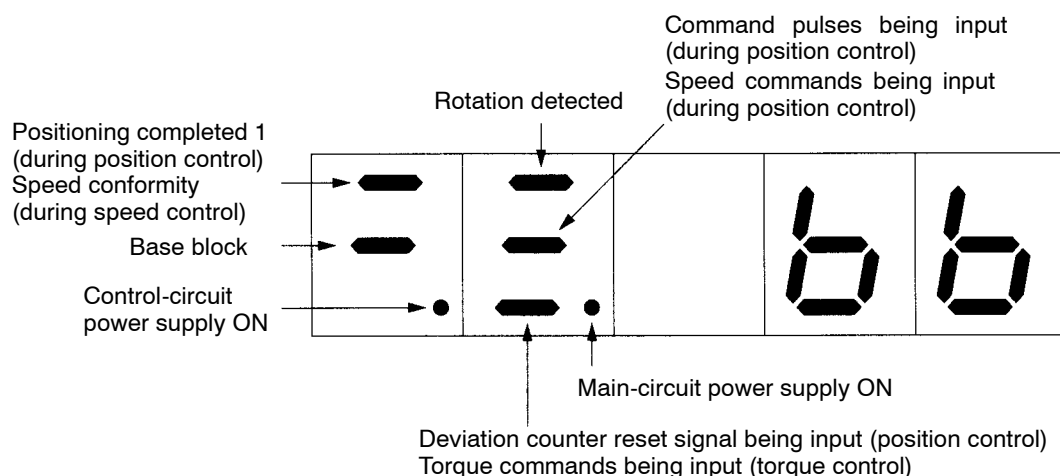 Command pulses being input
(during position control)
Speed commands being input
(during position control)
Rotation detected
Positioning completed 1
(during position control)
Speed conformity
(during speed control)
Base block
Control-circuit
power supply ON
bb
Main-circuit power supply ON
Deviation counter reset signal being input (position control)
Torque commands being input (torque control)